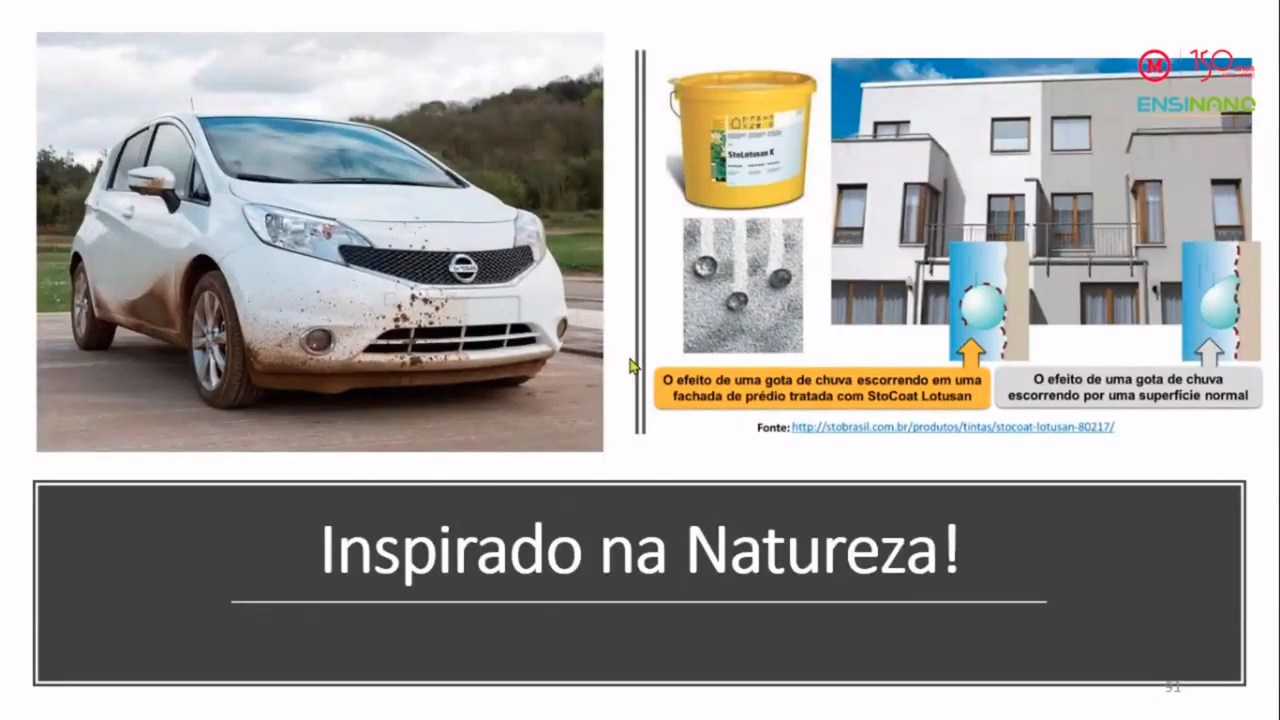 StoLotusan K
M
150
ENSINANO
O efeito de uma gota de chuva escorrendo em uma
fachada de prédio tratada com StoCoat Lotusan
O efeito de uma gota de chuva
escorrendo por uma superfície normal
Fonte: http://stobrasil.com.br/produtos/tintas/stocoat-lotusan-80217/
Inspirado na Natureza!
91